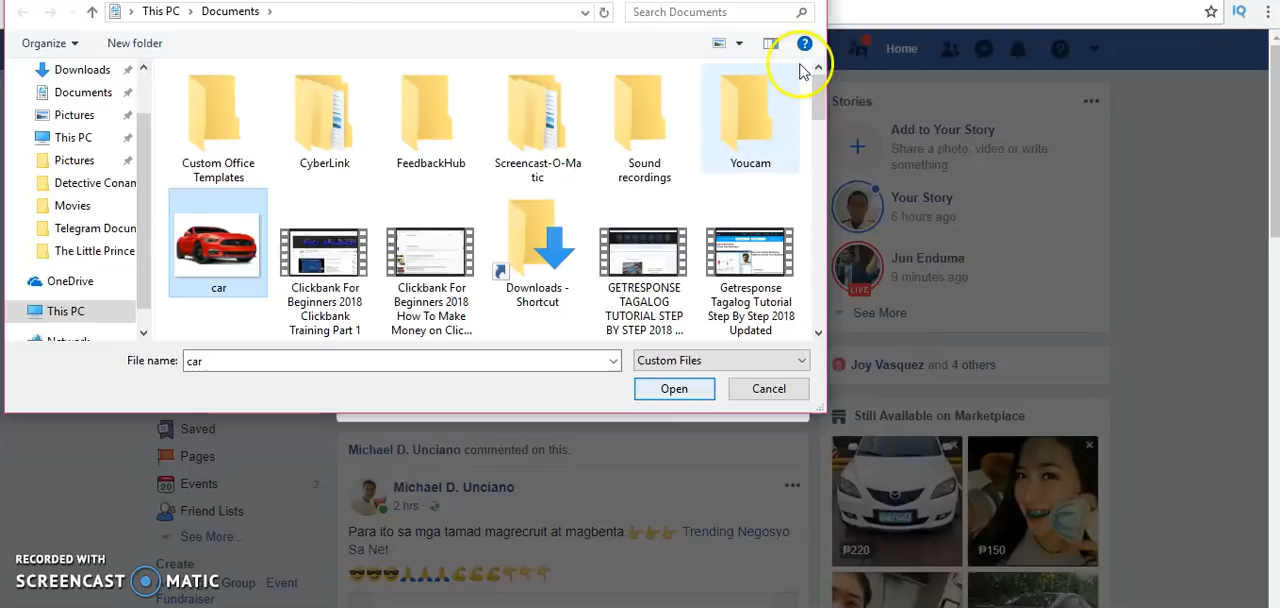 This PC > Documents >
Search Documents
IQ
Organize
New folder
?
Home
Downloads
Documents
Pictures
This PC
Pictures
Detective Conan
Movies
Telegram Docun
The Little Prince
OneDrive
This PC
Custom Office
Templates
CyberLink
FeedbackHub
Screencast-O-Ma
tic
Sound
recordings
Youcam
car
Clickbank For
Beginners 2018
Clickbank
Training Part 1
Clickbank For
Beginners 2018
How To Make
Money on Clic...
Downloads -
Shortcut
GETRESPONSE
TAGALOG
TUTORIAL STEP
BY STEP 2018 ...
Getresponse
Tagalog Tutorial
Step By Step 2018
Updated
File name:
car
Custom Files
Open
Cancel
Stories
Add to Your Story
Share a photo, video or write
something
Your Story
6 hours ago
Jun Enduma
9 minutes ago
LIVE
See More
Joy Vasquez and 4 others
Still Available on Marketplace
₱220
₱150
Saved
Pages
Events
2
Friend Lists
See More...
Create
Group
Event
Fundraiser
Michael D. Unciano commented on this.
Michael D. Unciano
2 hrs
Para ito sa mga tamad magrecruit at magbenta.👉👉👉 Trending Negosyo
Sa Net
😎😎😎🙏🙏🙏💪💪💪👇👇👇
RECORDED WITH
SCREENCAST MATIC